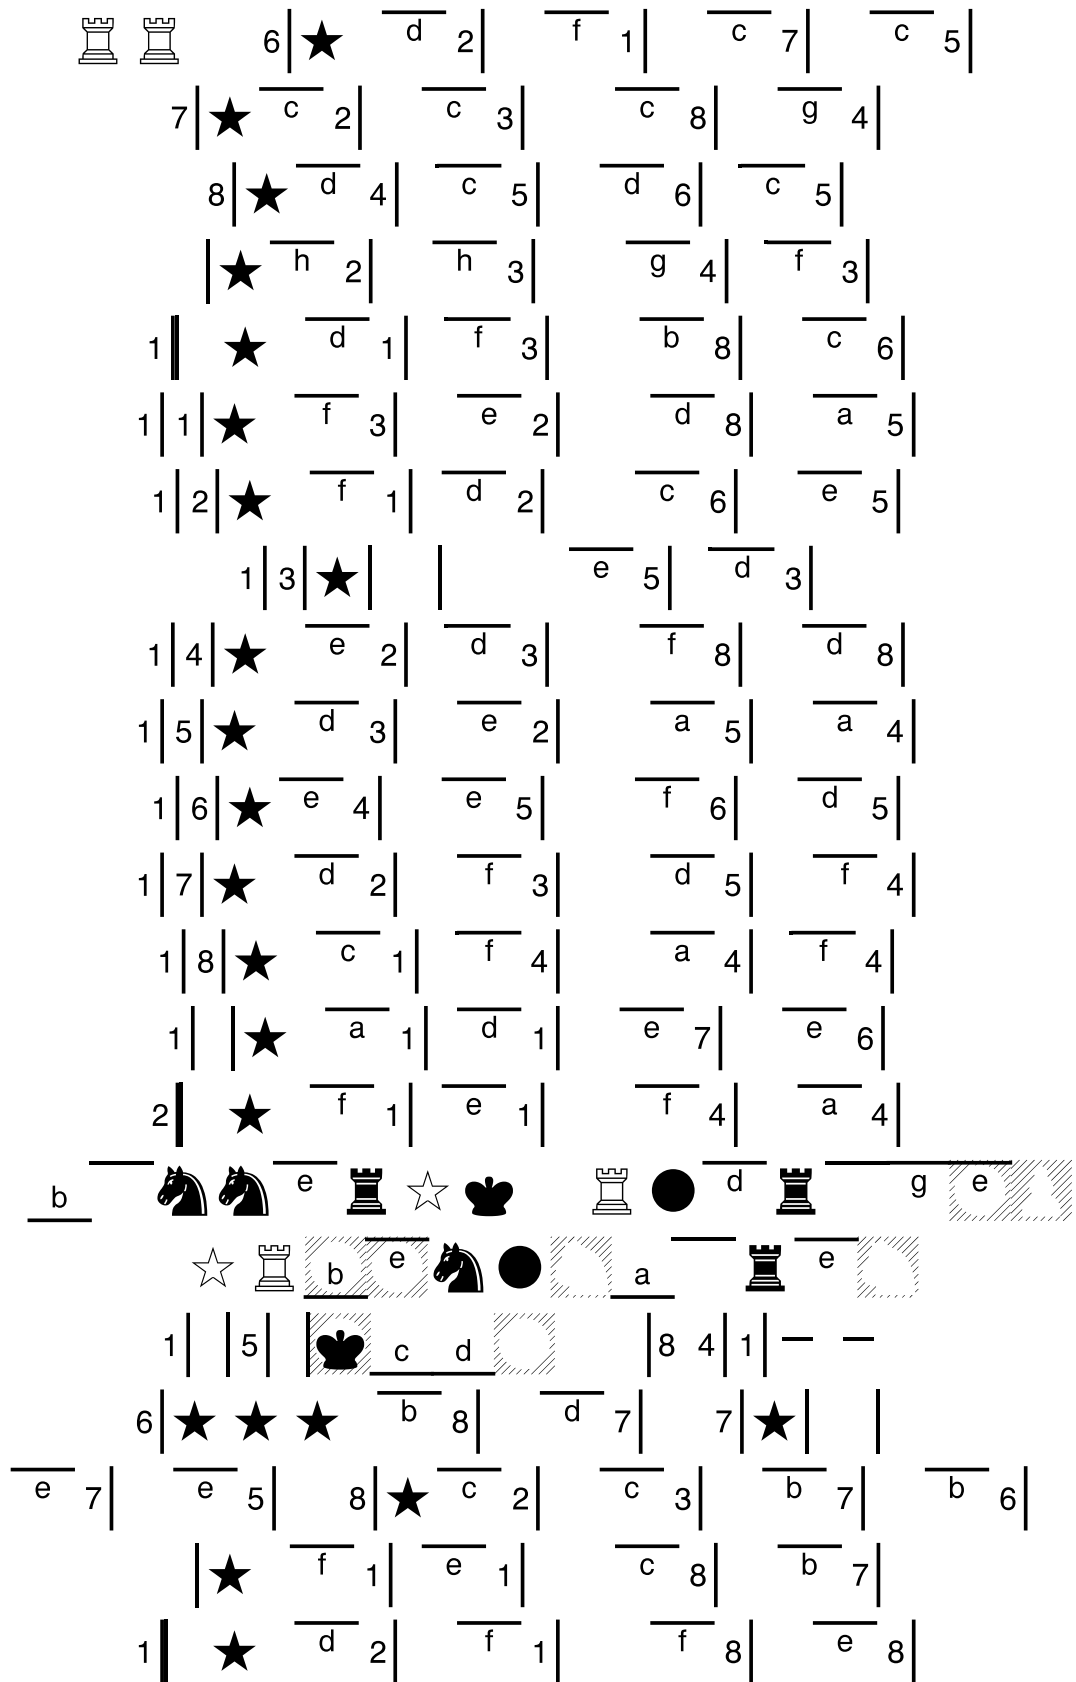 ♖♖ 6|★ d 2| f 1| c 7| c 5|
7|★ c 2| c 3| c 8| g 4|
8|★ d 4| c 5| d 6| c 5|
|★ h 2| h 3| g 4| f 3|
1|| ★ d 1| f 3| b 8| c 6|
1|1|★ f 3| e 2| d 8| a 5|
1|2|★ f 1| d 2| c 6| e 5|
1|3|★| | e 5| d 3|
1|4|★ e 2| d 3| f 8| d 8|
1|5|★ d 3| e 2| a 5| a 4|
1|6|★ e 4| e 5| f 6| d 5|
1|7|★ d 2| f 3| d 5| f 4|
1|8|★ c 1| f 4| a 4| f 4|
1| |★ a 1| d 1| e 7| e 6|
2|| ★ f 1| e 1| f 4| a 4|
b ♞♞ e ♜☆♚ ♖● d ♜ g e
☆♖ b e ♞● a ♜ e
1| |5| |♚ c d |8 4|1| – –
6|★★★ b 8| d 7| 7|★| |
e 7| e 5| 8|★ c 2| c 3| b 7| b 6|
|★ f 1| e 1| c 8| b 7|
1|| ★ d 2| f 1| f 8| e 8|